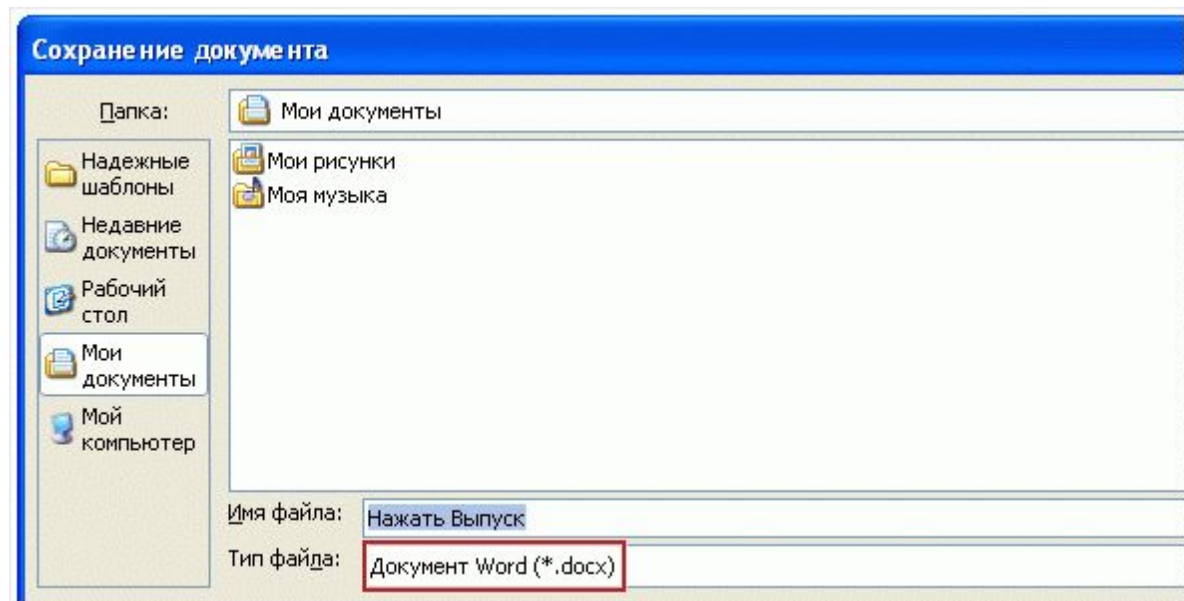 Сохранение документа
Папка:
Мои документы
Надежные
шаблоны
Недавние
документы
Рабочий
стол
Мои
документы
Мой
компьютер
Мои рисунки
Моя музыка
Имя файла:
Нажать Выпуск
Тип файла:
Документ Word (*.docx)